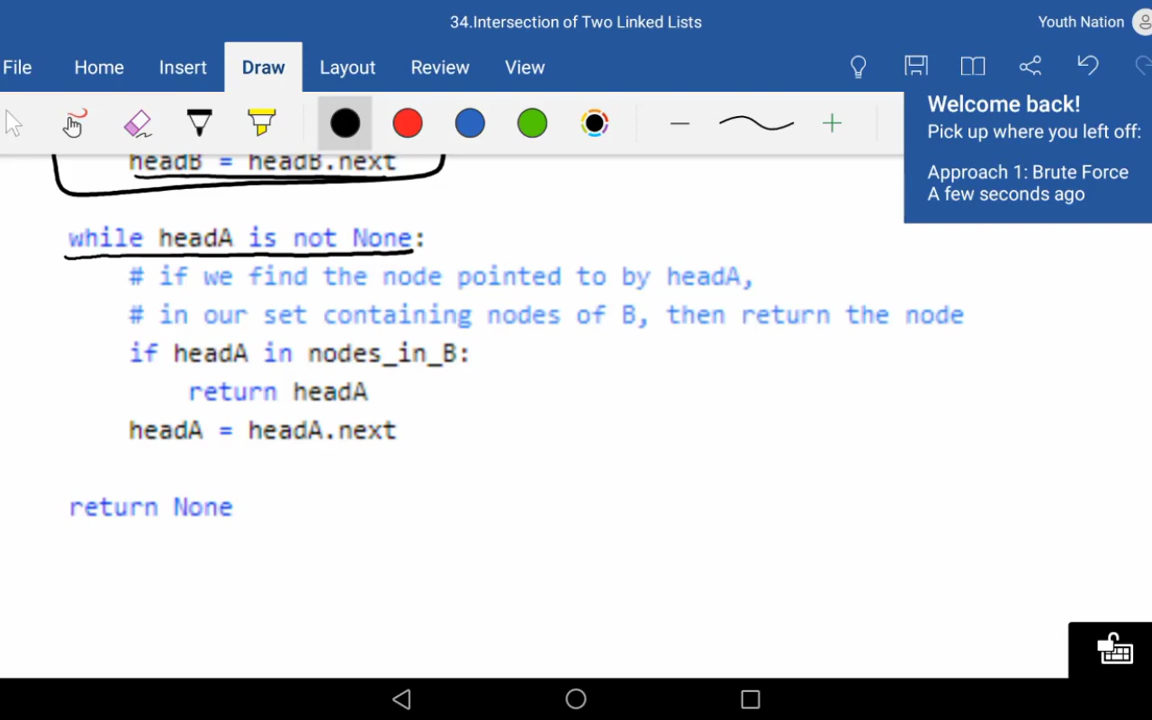 34.Intersection of Two Linked Lists
Youth Nation
File Home Insert Draw Layout Review View
Welcome back!
Pick up where you left off:
Approach 1: Brute Force
A few seconds ago
headB = headB.next
while headA is not None:
# if we find the node pointed to by headA,
# in our set containing nodes of B, then return the node
if headA in nodes_in_B:
return headA
headA = headA.next
return None